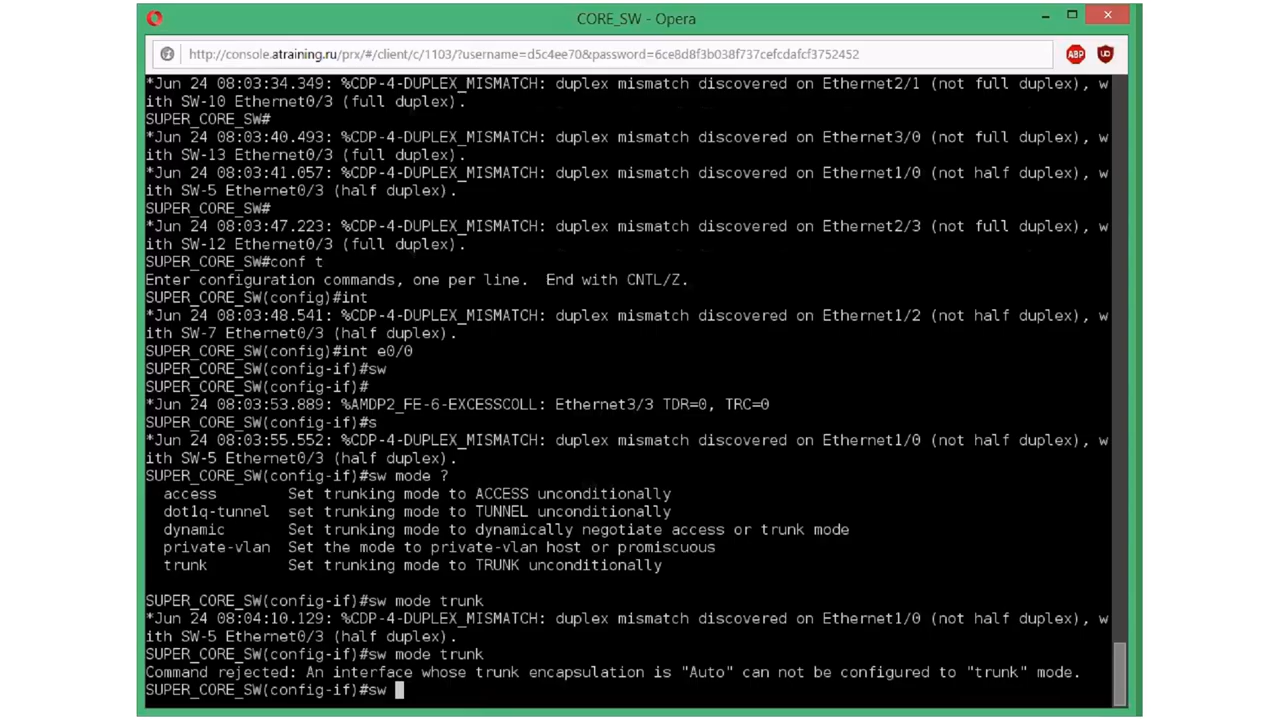 CORE_SW - Opera
http://console.atraining.ru/prx/#/client/c/1103/?username=d5c4ee70&password=6ce8d8f3b038f737cefcdafcf3752452
ABP
*Jun 24 08:03:34.349: %CDP-4-DUPLEX_MISMATCH: duplex mismatch discovered on Ethernet2/1 (not full duplex), w
ith SW-10 Ethernet0/3 (full duplex).
SUPER_CORE_SW#
*Jun 24 08:03:40.493: %CDP-4-DUPLEX_MISMATCH: duplex mismatch discovered on Ethernet3/0 (not full duplex), w
ith SW-13 Ethernet0/3 (full duplex).
*Jun 24 08:03:41.057: %CDP-4-DUPLEX_MISMATCH: duplex mismatch discovered on Ethernet1/0 (not half duplex), w
ith SW-5 Ethernet0/3 (half duplex).
SUPER_CORE_SW#
*Jun 24 08:03:47.223: %CDP-4-DUPLEX_MISMATCH: duplex mismatch discovered on Ethernet2/3 (not full duplex), w
ith SW-12 Ethernet0/3 (full duplex).
SUPER_CORE_SW#conf t
Enter configuration commands, one per line.  End with CNTL/Z.
SUPER_CORE_SW(config)#int
*Jun 24 08:03:48.541: %CDP-4-DUPLEX_MISMATCH: duplex mismatch discovered on Ethernet1/2 (not half duplex), w
ith SW-7 Ethernet0/3 (half duplex).
SUPER_CORE_SW(config)#int e0/0
SUPER_CORE_SW(config-if)#sw
SUPER_CORE_SW(config-if)#
*Jun 24 08:03:53.889: %AMDP2_FE-6-EXCESSCOLL: Ethernet3/3 TDR=0, TRC=0
SUPER_CORE_SW(config-if)#s
*Jun 24 08:03:55.552: %CDP-4-DUPLEX_MISMATCH: duplex mismatch discovered on Ethernet1/0 (not half duplex), w
ith SW-5 Ethernet0/3 (half duplex).
SUPER_CORE_SW(config-if)#sw mode ?
access        Set trunking mode to ACCESS unconditionally
dot1q-tunnel  set trunking mode to TUNNEL unconditionally
dynamic       Set trunking mode to dynamically negotiate access or trunk mode
private-vlan  Set the mode to private-vlan host or promiscuous
trunk         Set trunking mode to TRUNK unconditionally
SUPER_CORE_SW(config-if)#sw mode trunk
*Jun 24 08:04:10.129: %CDP-4-DUPLEX_MISMATCH: duplex mismatch discovered on Ethernet1/0 (not half duplex), w
ith SW-5 Ethernet0/3 (half duplex).
SUPER_CORE_SW(config-if)#sw mode trunk
Command rejected: An interface whose trunk encapsulation is "Auto" can not be configured to "trunk" mode.
SUPER_CORE_SW(config-if)#sw